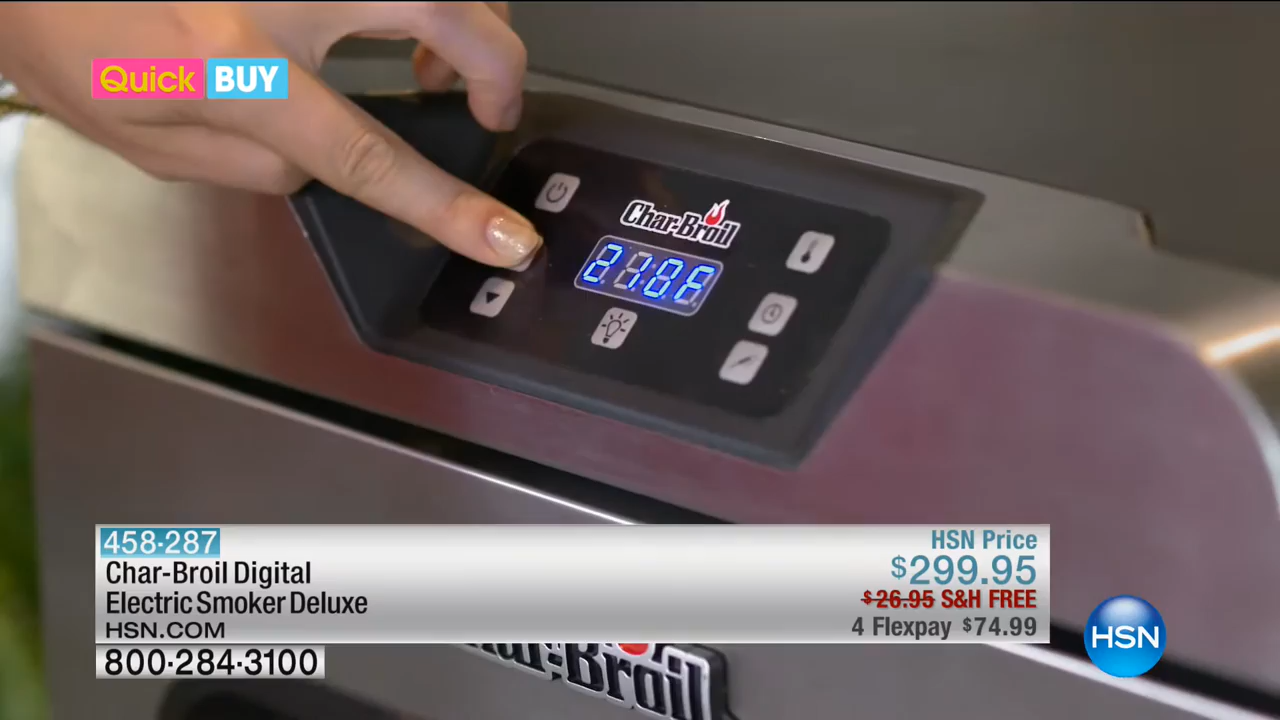 Quick BUY
Char-Broil
210F
458-287
Char-Broil Digital
Electric Smoker Deluxe
HSN.COM
800-284-3100
HSN Price
$299.95
$26.95 S&H FREE
4 Flexpay $74.99
HSN
Char-Broil